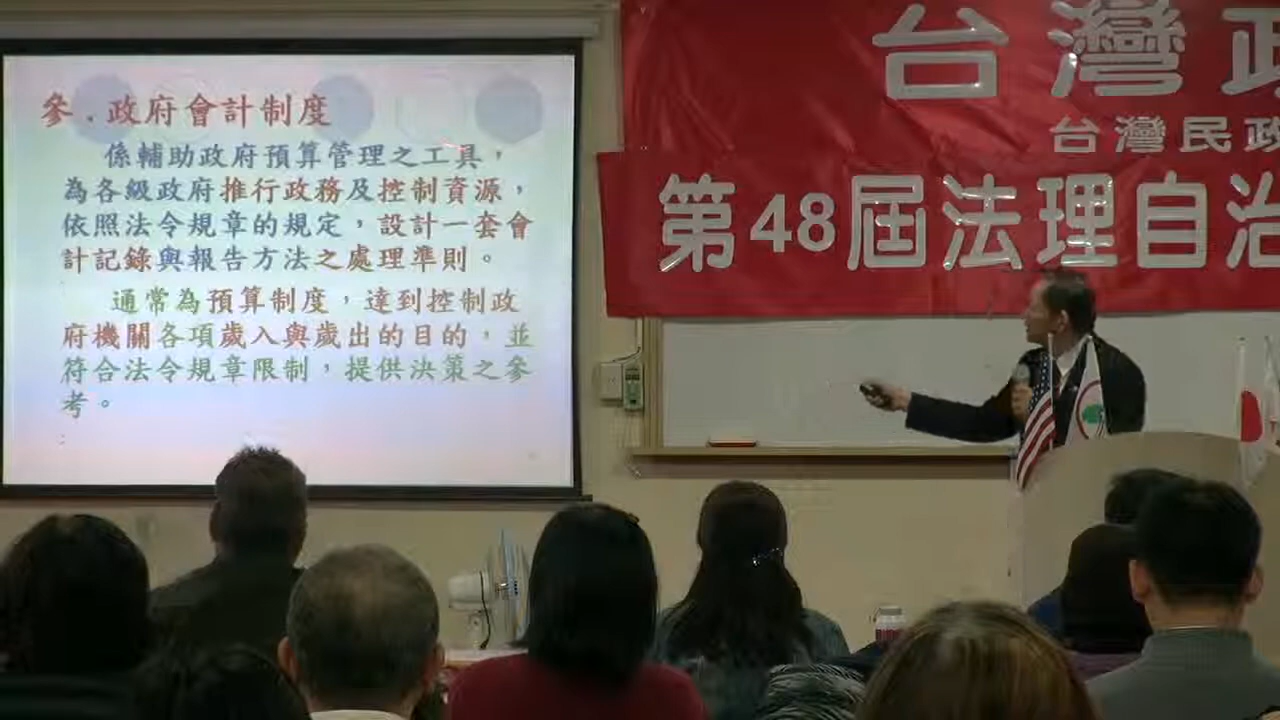 參.政府會計制度
係輔助政府預算管理之工具，
為各級政府推行政務及控制資源，
依照法令規章的規定，設計一套會
計記錄與報告方法之處理準則。
通常為預算制度，達到控制政
府機關各項歲入與歲出的目的，並
符合法令規章限制，提供決策之參
考。
台灣政
台灣民政
第48屆法理自治